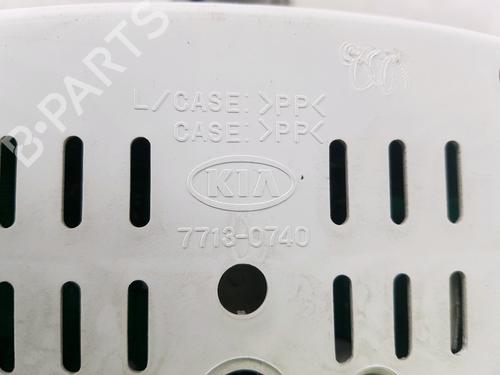 B-PARTS
L/CASE: >PP<
CASE: >PP<
KIA
7713-0740